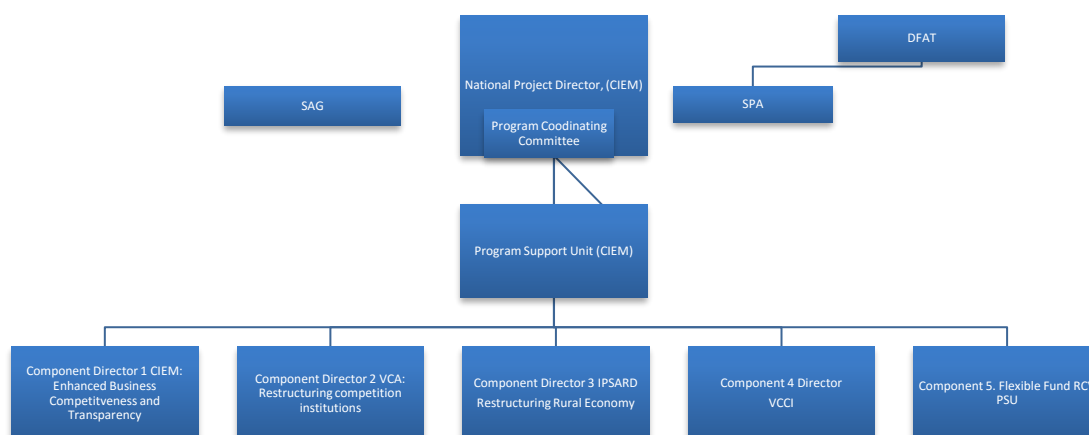 DFAT
National Project Director, (CIEM)
SAG
SPA
Program Coodinating
Committee
Program Support Unit (CIEM)
Component Director 1 CIEM:
Enhanced Business
Competitveness and
Transparency
Component Director 2 VCA:
Restructuring competition
institutions
Component Director 3 IPSARD
Restructuring Rural Economy
Component 4 Director
VCCI
Component 5. Flexible Fund
PSU